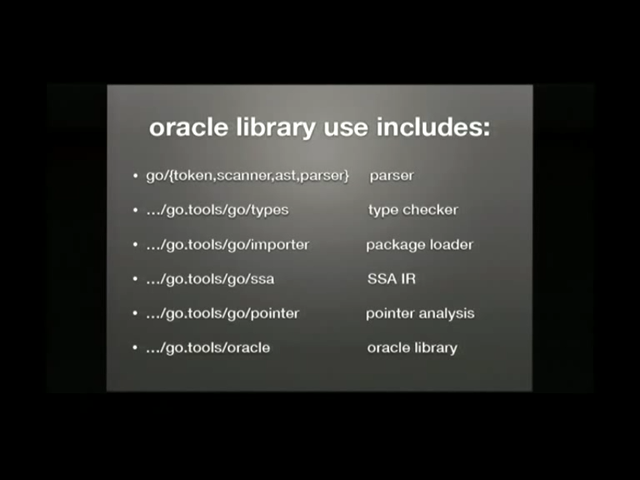 oracle library use includes:
• go/{token,scanner,ast,parser} parser
• .../go.tools/go/types type checker
• .../go.tools/go/importer package loader
• .../go.tools/go/ssa SSA IR
• .../go.tools/go/pointer pointer analysis
• .../go.tools/oracle oracle library